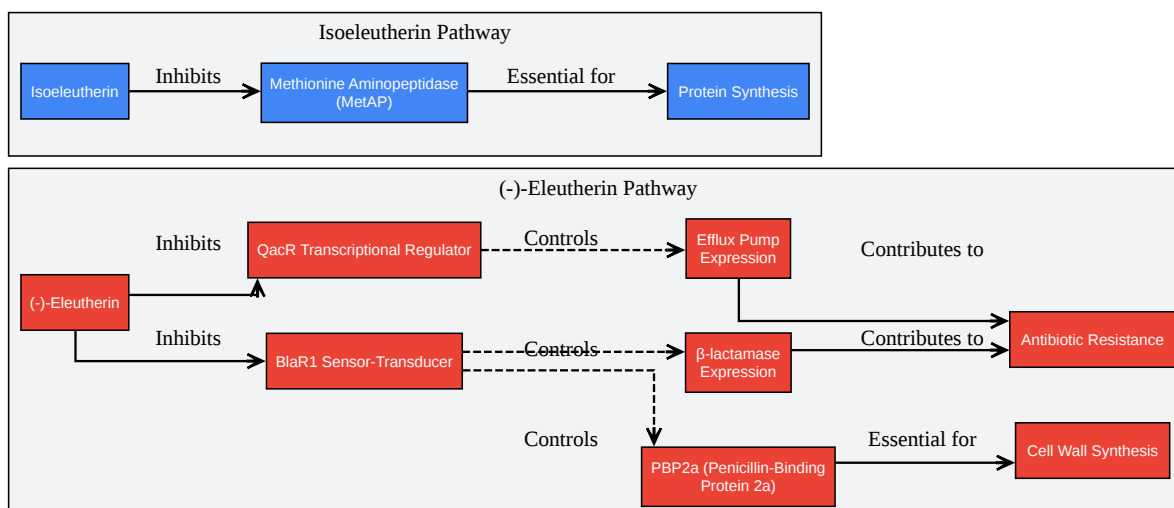 Isoeleutherin Pathway
Inhibits
Essential for
Isoeleutherin
Methionine Aminopeptidase
(MetAP)
Protein Synthesis
(-)-Eleutherin Pathway
Inhibits
QacR Transcriptional Regulator
Controls
Efflux Pump
Expression
Contributes to
(-)-Eleutherin
Inhibits
BlaR1 Sensor-Transducer
Controls
β-lactamase
Expression
Contributes to
Antibiotic Resistance
Controls
PBP2a (Penicillin-Binding
Protein 2a)
Essential for
Cell Wall Synthesis